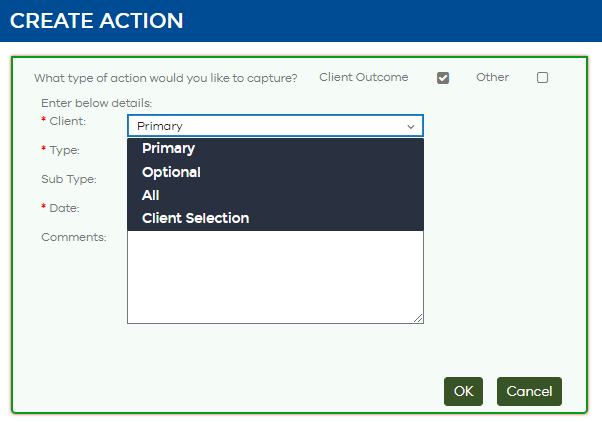 CREATE ACTION
What type of action would you like to capture? Client Outcome Other
Enter below details:
* Client: Primary
Primary
* Type:
Optional
Sub Type:
All
* Date:
Client Selection
Comments:
OK Cancel